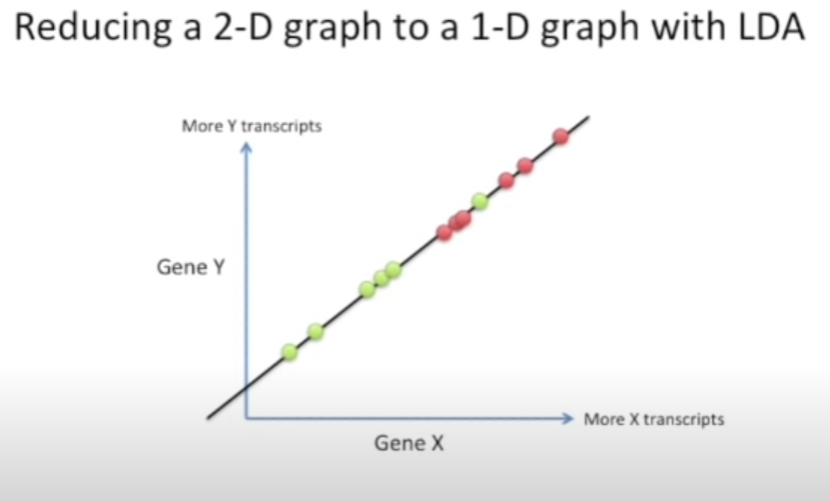 Reducing a 2-D graph to a 1-D graph with LDA
More Y transcripts
Gene Y
More X transcripts
Gene X